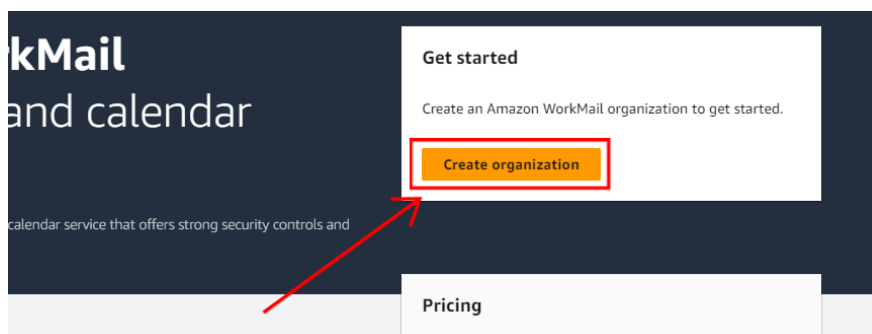 kMail
and calendar
calendar service that offers strong security controls and
Get started
Create an Amazon WorkMail organization to get started.
Create organization
Pricing